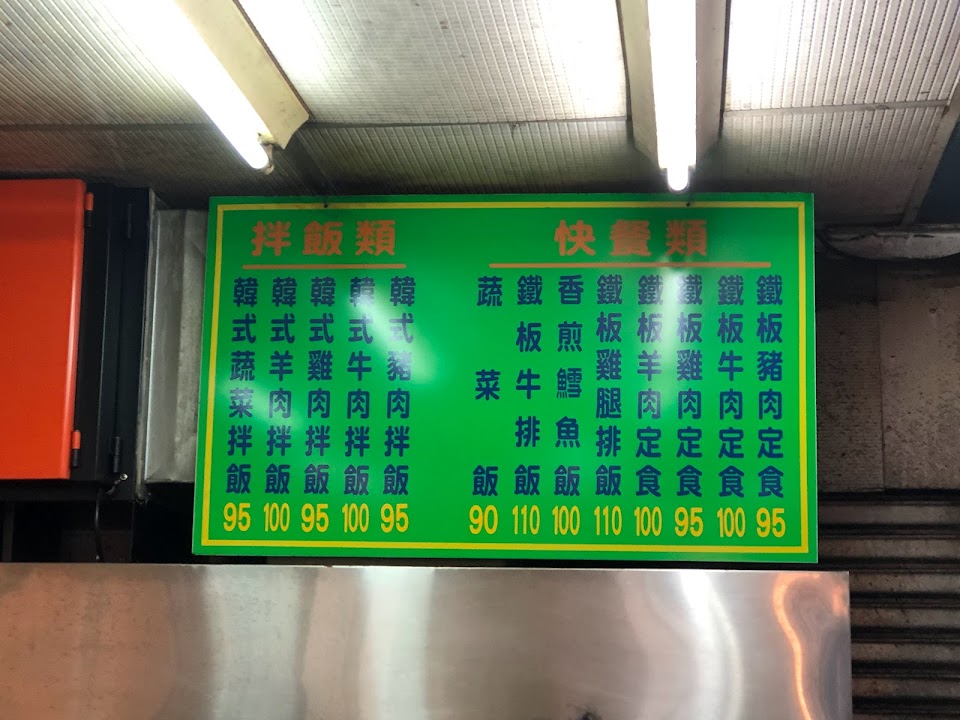 快餐類
鐵板豬肉定食 95
鐵板牛肉定食 100
鐵板雞肉定食 95
鐵板羊肉定食 100
鐵板雞腿排飯 110
香煎鱈魚飯 100
鐵板牛排飯 110
蔬菜飯 90
拌飯類
韓式豬肉拌飯 95
韓式牛肉拌飯 100
韓式雞肉拌飯 95
韓式羊肉拌飯 100
韓式蔬菜拌飯 95